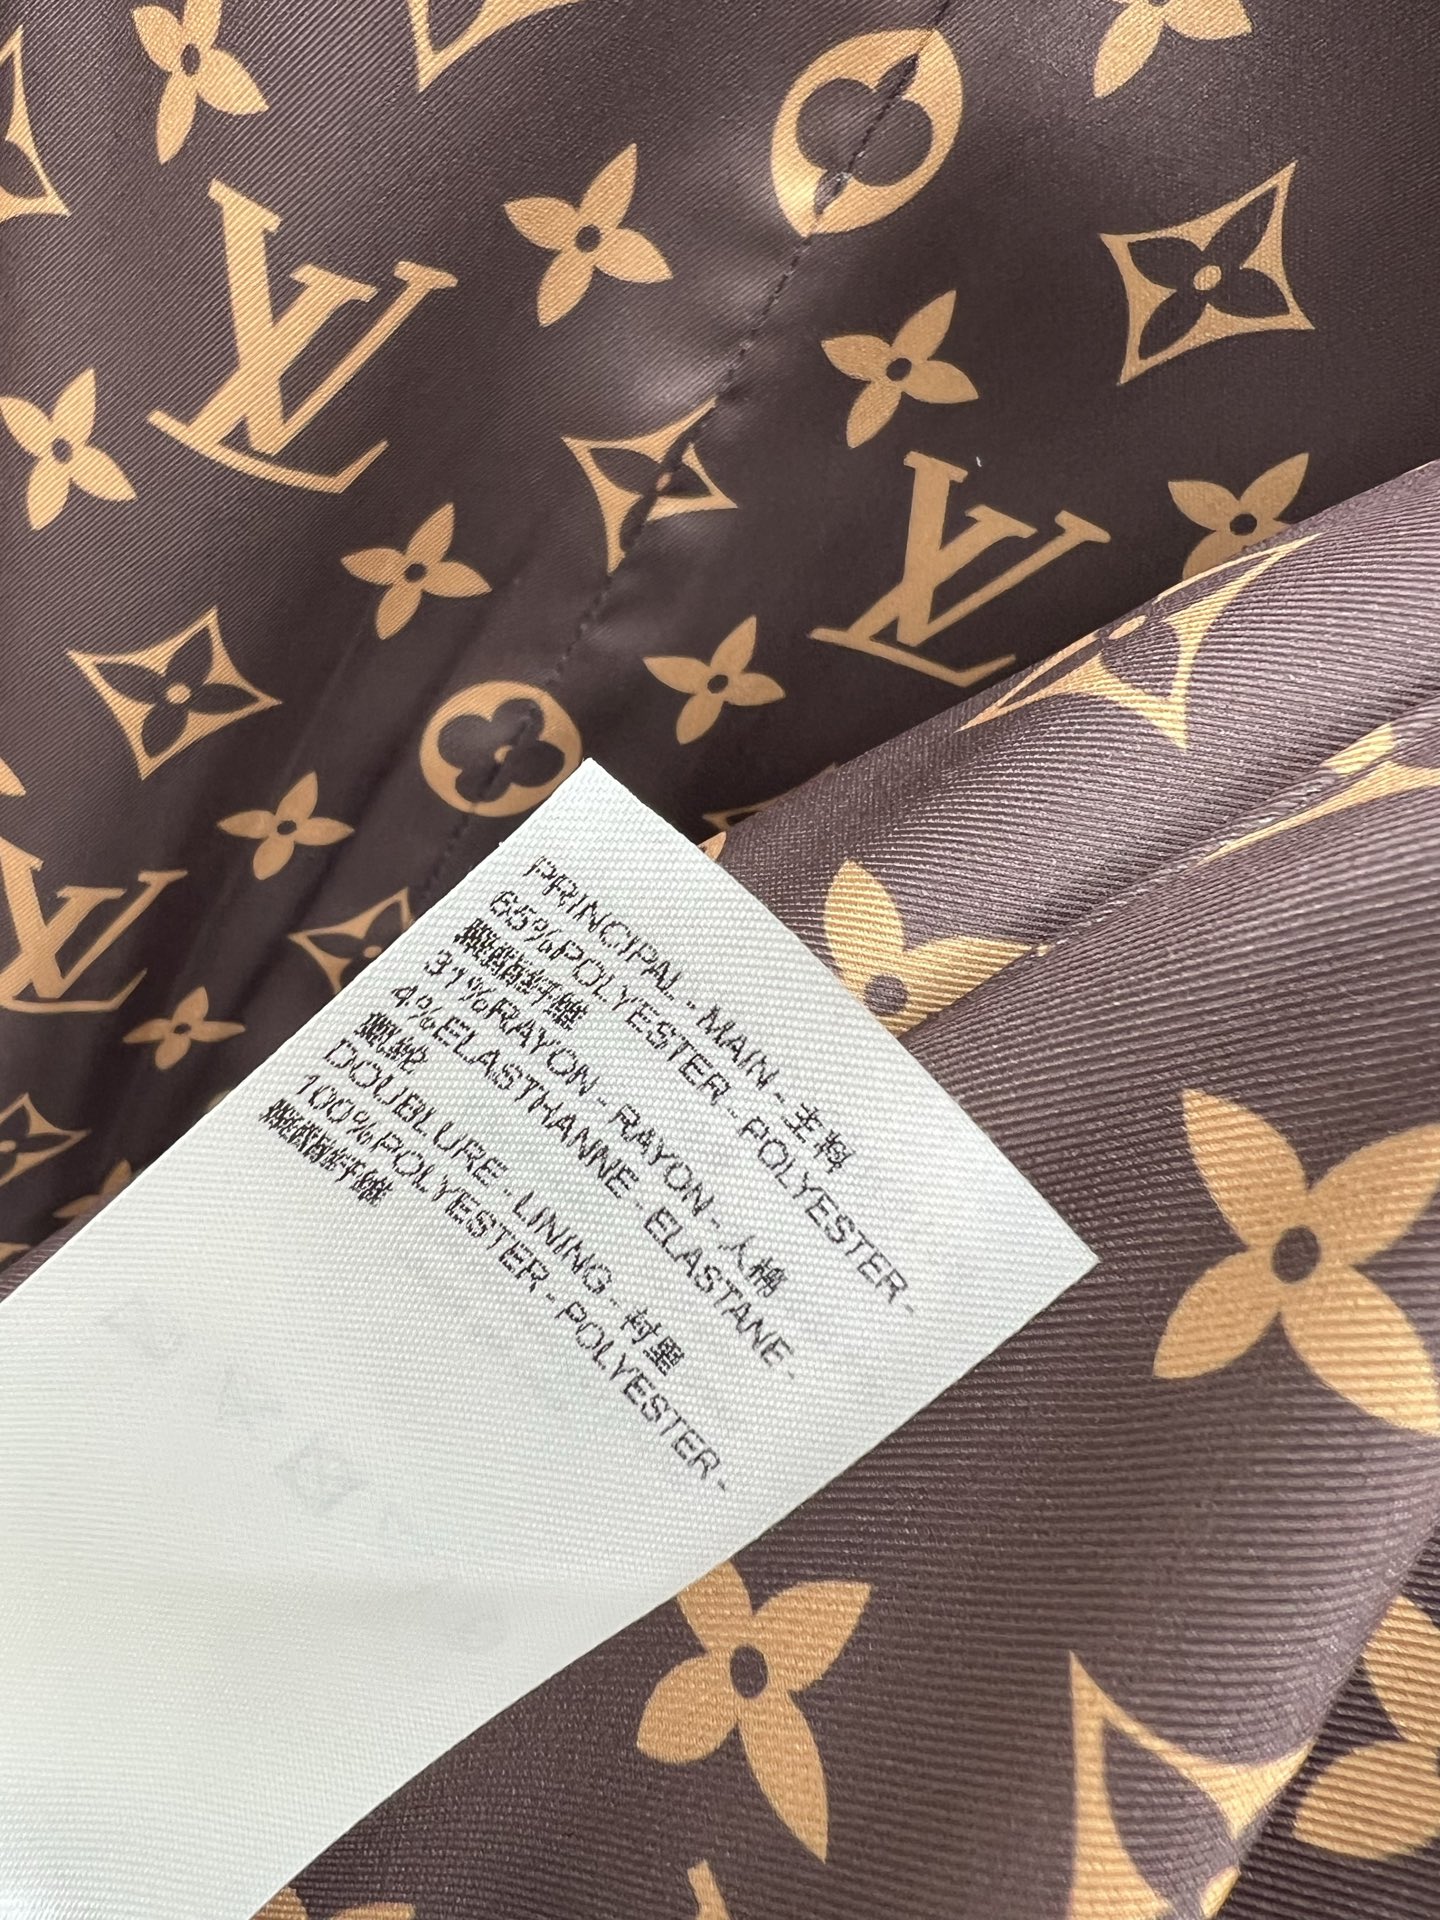 PRINCIPAL - MAIN - 主料
65%POLYESTER - POLYESTER -
聚酯纤维
31%RAYON - RAYON - 人棉
4%ELASTHANNE - ELASTANE -
氨纶
DOUBLURE - LINING - 衬里
100%POLYESTER - POLYESTER -
聚酯纤维